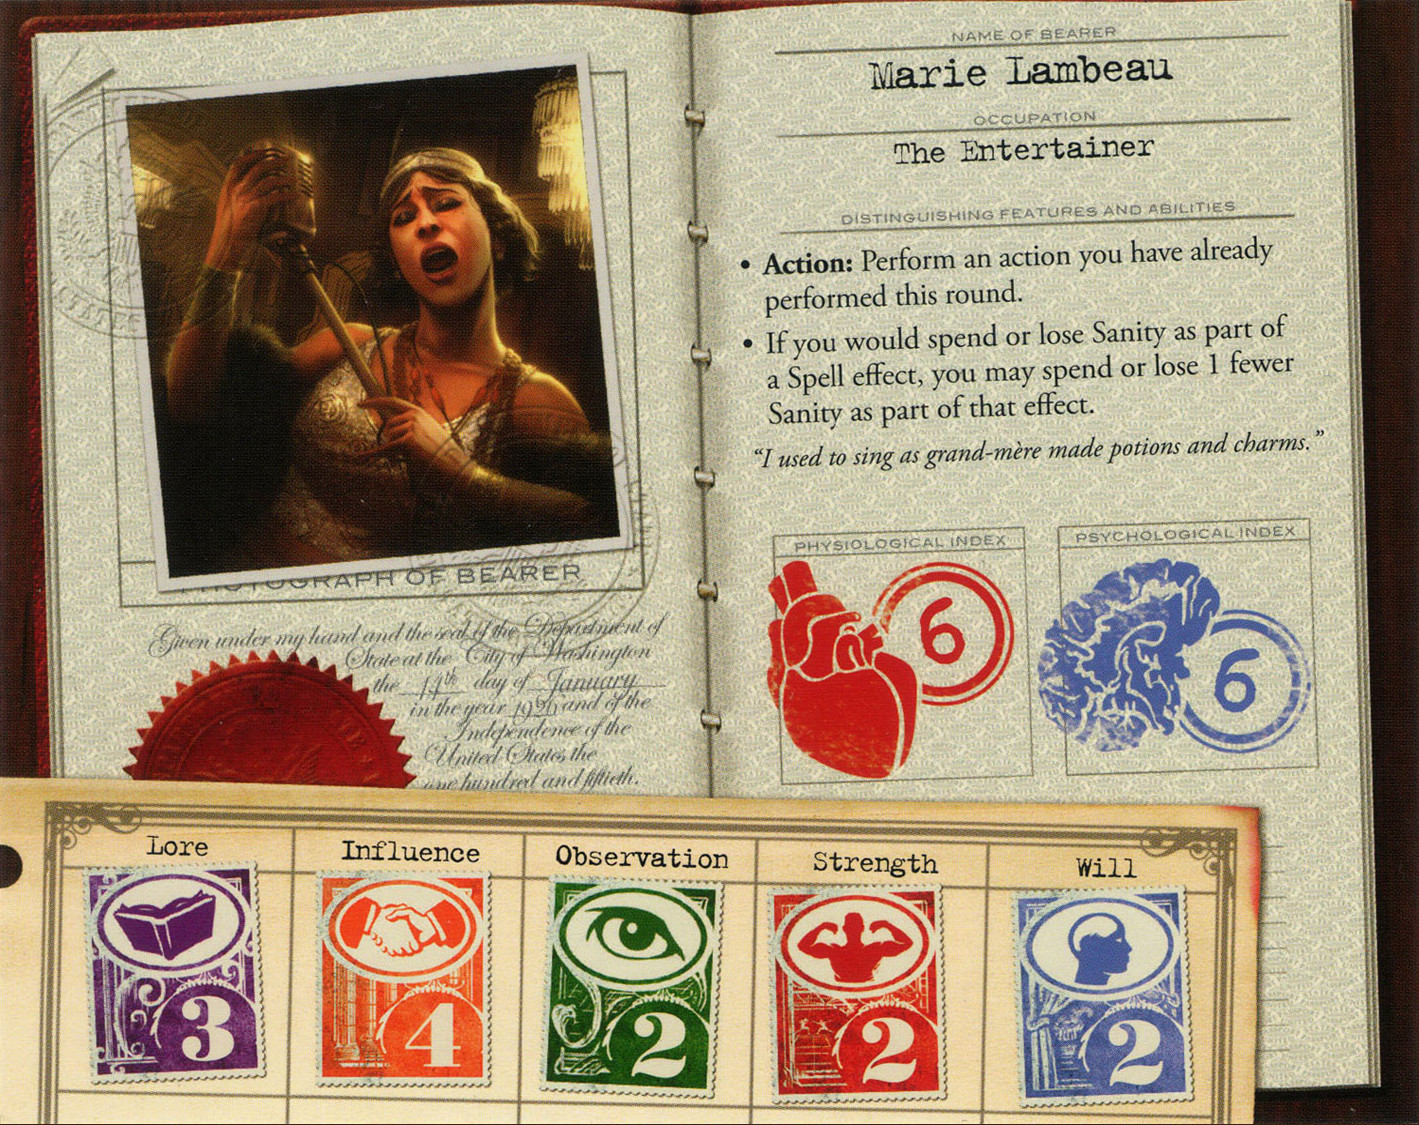 PHOTOGRAPH OF BEARER
Given under my hand and the seal of the Department of
State at the City of Washington
the 14th day of January
in the year 1926 and of the
Independence of the
United States the
one hundred and fiftieth.
NAME OF BEARER
Marie Lambeau
OCCUPATION
The Entertainer
DISTINGUISHING FEATURES AND ABILITIES
• Action: Perform an action you have already
performed this round.
• If you would spend or lose Sanity as part of
a Spell effect, you may spend or lose 1 fewer
Sanity as part of that effect.
“I used to sing as grand-mère made potions and charms.”
PHYSIOLOGICAL INDEX
6
PSYCHOLOGICAL INDEX
6
Lore
3
Influence
4
Observation
2
Strength
2
Will
2